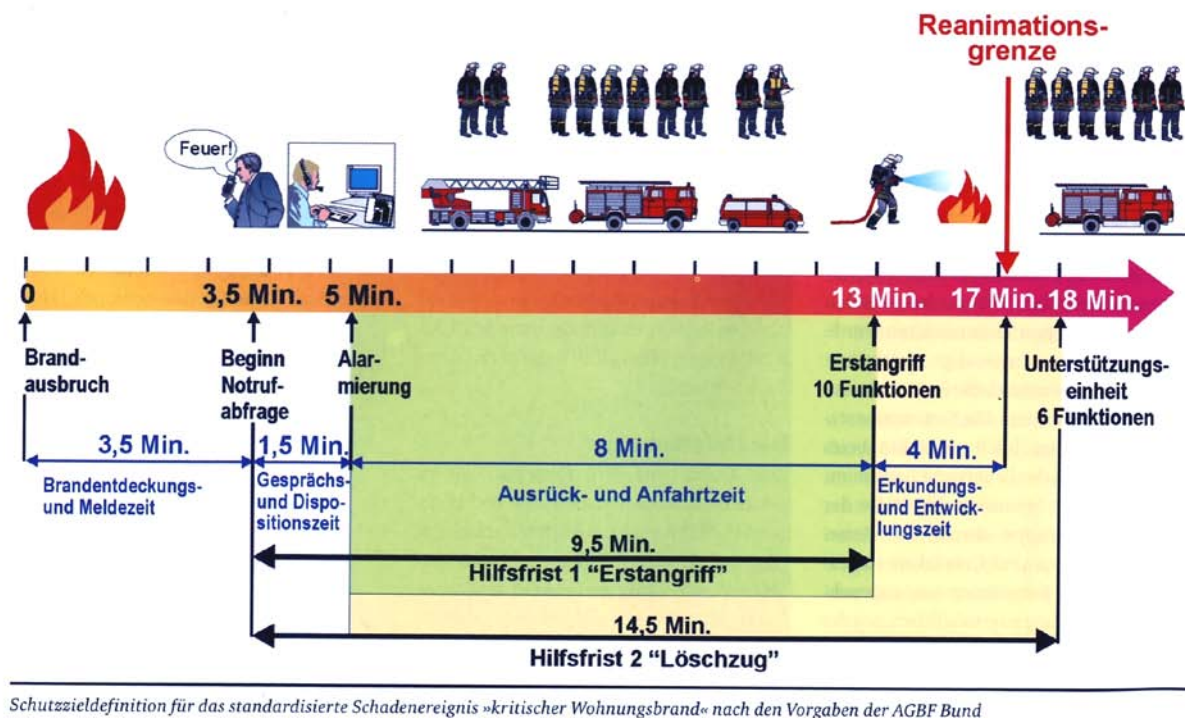 Reanimations-
grenze
Feuer!
0
3,5 Min.
5 Min.
13 Min.
17 Min.
18 Min.
Brand-
ausbruch
Beginn
Notruf-
abfrage
Alar-
mierung
Erstangriff
10 Funktionen
Unterstützungs-
einheit
6 Funktionen
3,5 Min.
1,5 Min.
8 Min.
4 Min.
Brandentdeckungs-
und Meldezeit
Gesprächs-
und Dispo-
sitionszeit
Ausrück- und Anfahrtzeit
Erkundungs-
und Entwick-
lungszeit
9,5 Min.
Hilfsfrist 1 “Erstangriff”
14,5 Min.
Hilfsfrist 2 “Löschzug”
Schutzzieldefinition für das standardisierte Schadenereignis »kritischer Wohnungsbrand« nach den Vorgaben der AGBF Bund